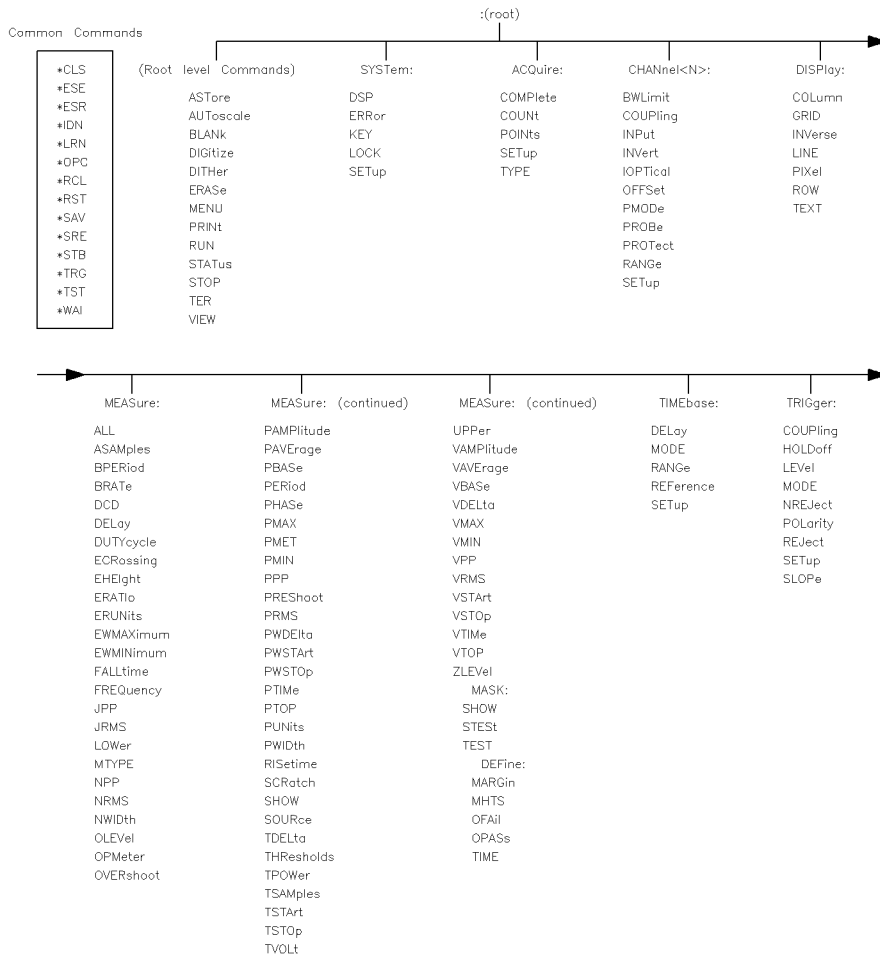 :(root)
Common Commands
*CLS
*ESE
*ESR
*IDN
*LRN
*OPC
*RCL
*RST
*SAV
*SRE
*STB
*TRG
*TST
*WAI
(Root level Commands)
ASTore
AUToscale
BLANk
DIGitize
DITHer
ERASe
MENU
PRINt
RUN
STATus
STOP
TER
VIEW
SYSTem:
DSP
ERRor
KEY
LOCK
SETup
ACQuire:
COMPlete
COUNt
POINts
SETup
TYPE
CHANnel<N>:
BWLimit
COUPling
INPut
INVert
IOPTical
OFFSet
PMODe
PROBe
PROTect
RANGe
SETup
DISPlay:
COLumn
GRID
INVerse
LINE
PIXel
ROW
TEXT
MEASure:
ALL
ASAMples
BPERiod
BRATe
DCD
DELay
DUTYcycle
ECRossing
EHEIght
ERATIo
ERUNits
EWMAXimum
EWMINimum
FALLtime
FREQuency
JPP
JRMS
LOWer
MTYPE
NPP
NRMS
NWIDth
OLEVel
OPMeter
OVERshoot
MEASure: (continued)
PAMPlitude
PAVErage
PBASe
PERiod
PHASe
PMAX
PMET
PMIN
PPP
PREShoot
PRMS
PWDElta
PWSTArt
PWSTOp
PTIMe
PTOP
PUNits
PWIDth
RISetime
SCRatch
SHOW
SOURce
TDELta
THResholds
TPOWer
TSAMples
TSTArt
TSTOp
TVOLt
MEASure: (continued)
UPPer
VAMPlitude
VAVErage
VBASe
VDELta
VMAX
VMIN
VPP
VRMS
VSTArt
VSTOp
VTIMe
VTOP
ZLEVel
MASK:
SHOW
STESt
TEST
DEFine:
MARGin
MHTS
OFAil
OPASs
TIME
TIMEbase:
DELay
MODE
RANGe
REFerence
SETup
TRIGger:
COUPling
HOLDoff
LEVel
MODE
NREJect
POLarity
REJect
SETup
SLOPe